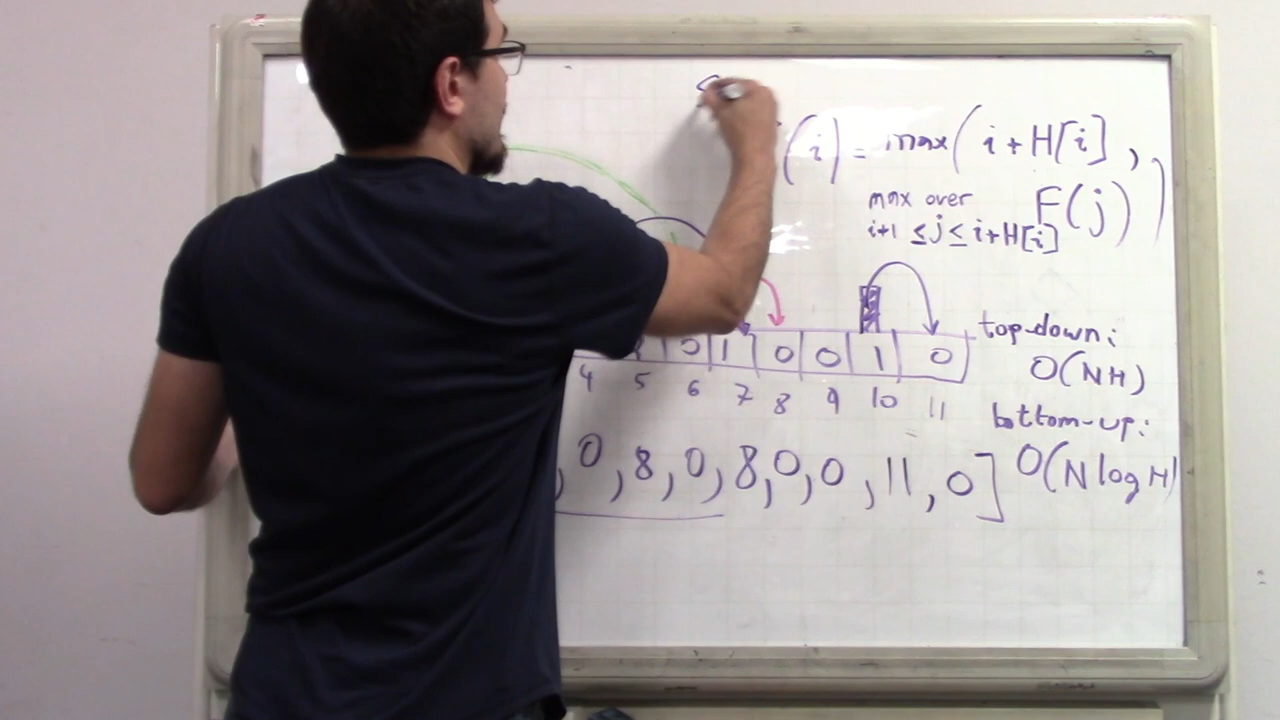 (i) = max(i+H[i],
max over F(j))
i+1 ≤ j ≤ i+H[i]
top-down:
0 1 0 0 1 0
O(NH)
4 5 6 7 8 9 10 11
bottom-up:
, 0, 8, 0, 8, 0, 0, 11, 0]
O(N log H)